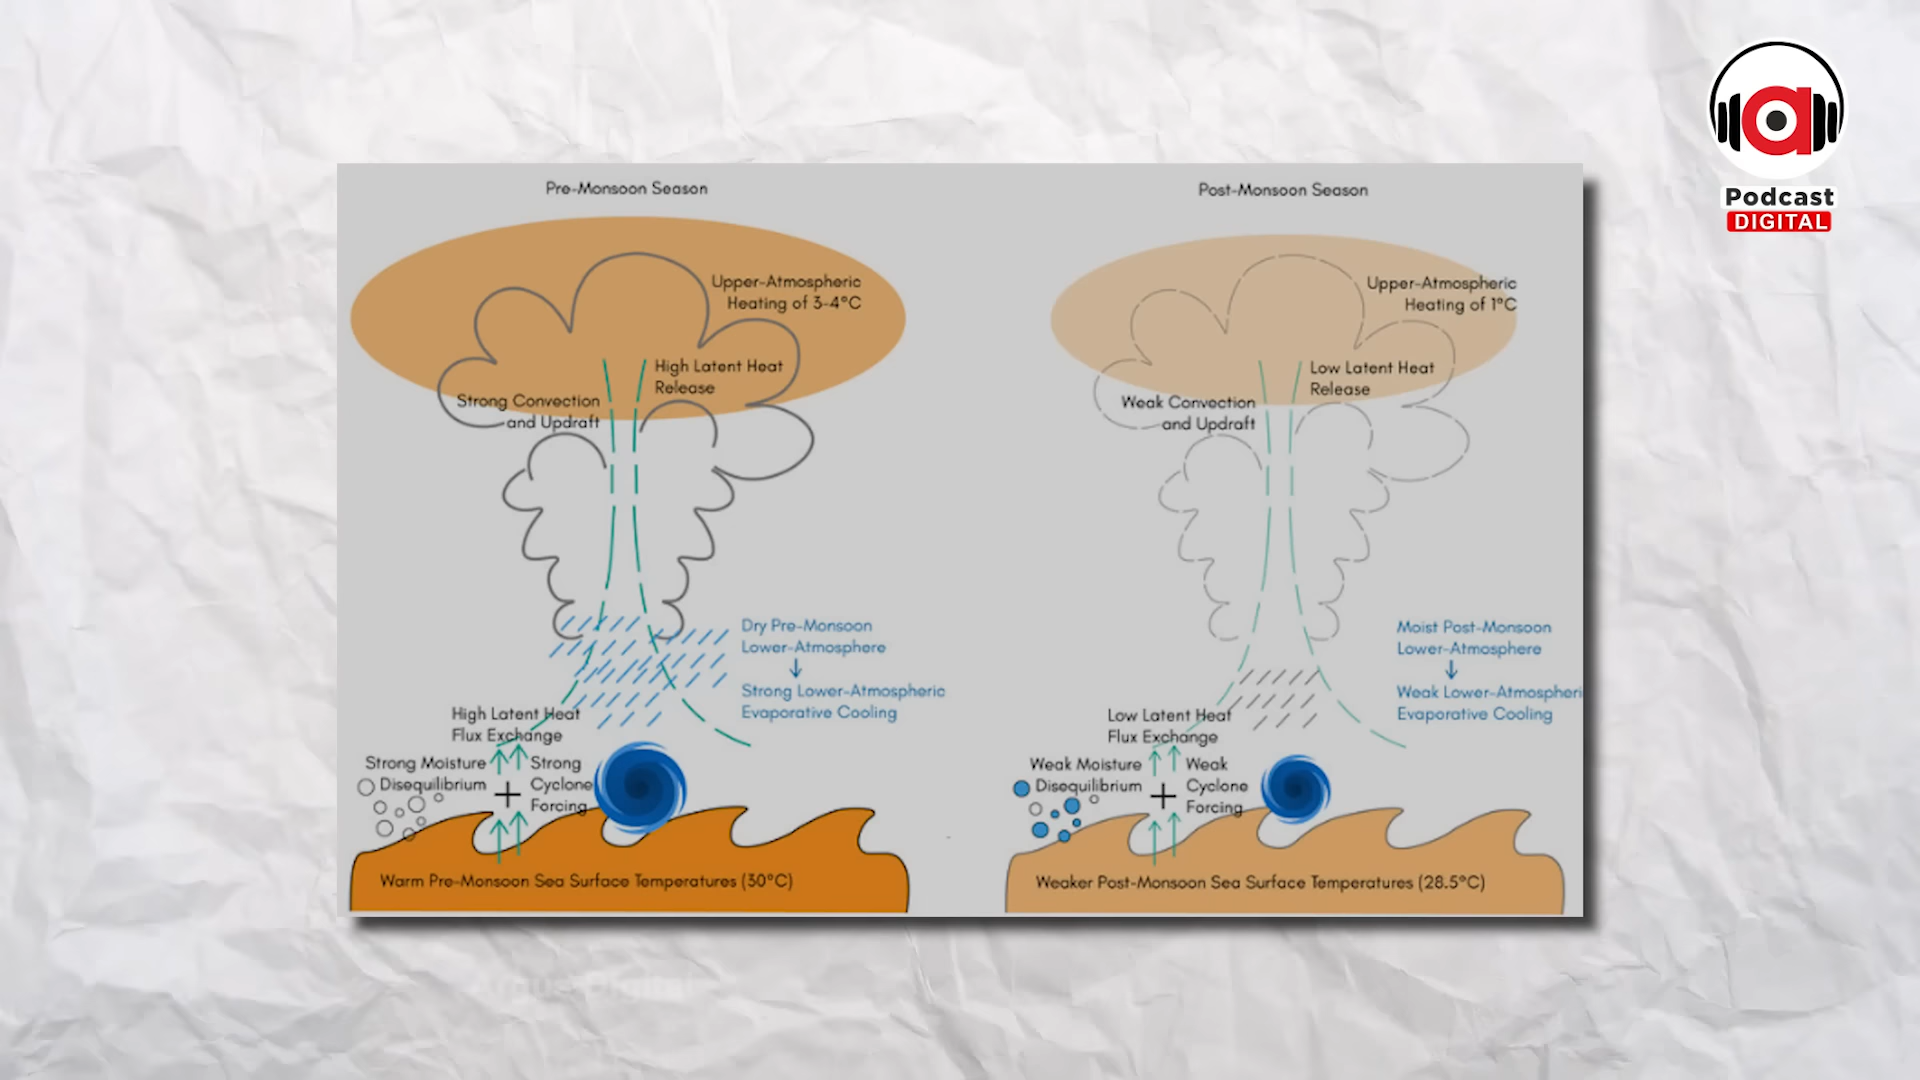 Podcast
DIGITAL
Pre-Monsoon Season
Upper-Atmospheric
Heating of 3-4°C
High Latent Heat
Release
Strong Convection
and Updraft
Dry Pre-Monsoon
Lower-Atmosphere
Strong Lower-Atmospheric
Evaporative Cooling
High Latent Heat
Flux Exchange
Strong Moisture
Disequilibrium
+
Strong
Cyclone
Forcing
Warm Pre-Monsoon Sea Surface Temperatures (30°C)
Post-Monsoon Season
Upper-Atmospheric
Heating of 1°C
Low Latent Heat
Release
Weak Convection
and Updraft
Moist Post-Monsoon
Lower-Atmosphere
Weak Lower-Atmospheri
Evaporative Cooling
Low Latent Heat
Flux Exchange
Weak Moisture
Disequilibrium
+
Weak
Cyclone
Forcing
Weaker Post-Monsoon Sea Surface Temperatures (28.5°C)
Argus Digital